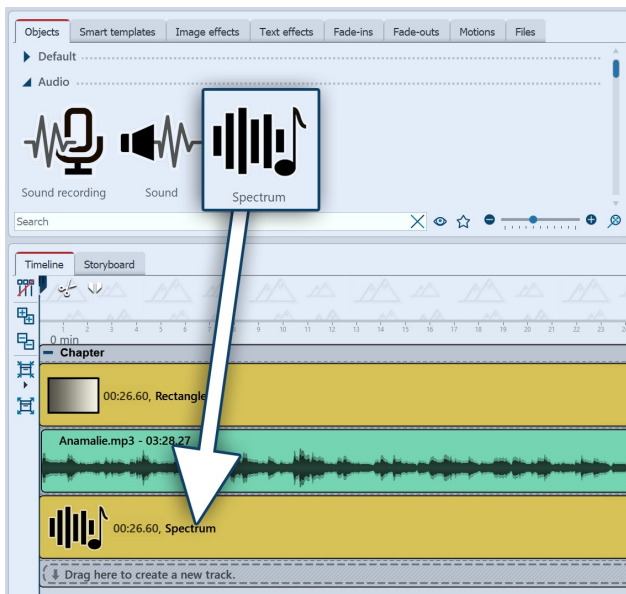 Objects Smart templates Image effects Text effects Fade-ins Fade-outs Motions Files
Default
Audio
Sound recording Sound Spectrum
Search
Timeline Storyboard
1 2 3 4 5 6 7 8 9 10 11 12 13 14 15 16 17 18 19 20 21 22 23
0 min
Chapter
00:26.60, Rectangle
Anamalie.mp3 - 03:28.27
00:26.60, Spectrum
Drag here to create a new track.